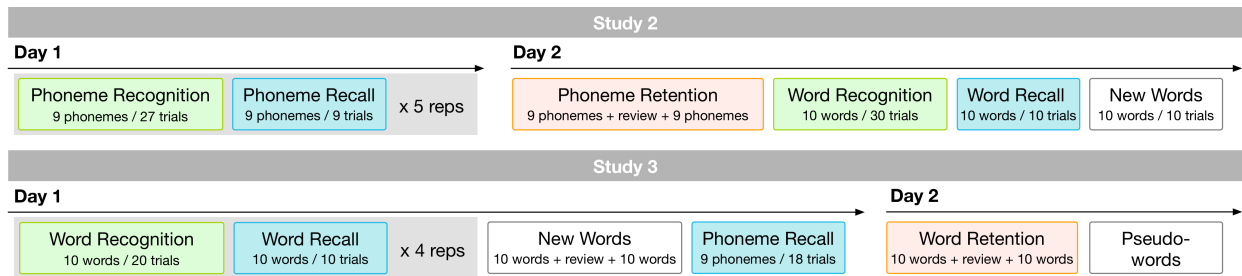 Study 2
Day 1
Day 2
Phoneme Recognition
9 phonemes / 27 trials
Phoneme Recall
9 phonemes / 9 trials
x 5 reps
Phoneme Retention
9 phonemes + review + 9 phonemes
Word Recognition
10 words / 30 trials
Word Recall
10 words / 10 trials
New Words
10 words / 10 trials
Study 3
Day 1
Day 2
Word Recognition
10 words / 20 trials
Word Recall
10 words / 10 trials
x 4 reps
New Words
10 words + review + 10 words
Phoneme Recall
9 phonemes / 18 trials
Word Retention
10 words + review + 10 words
Pseudo-
words